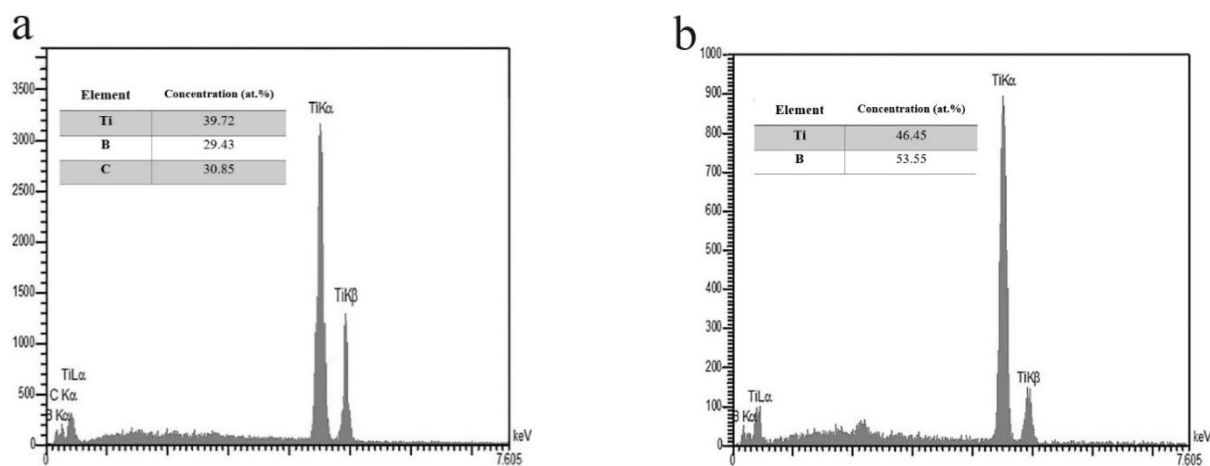 a
3500
3000
2500
2000
1500
1000
500
0
Element Concentration (at.%)
Ti 39.72
B 29.43
C 30.85
TiKα
TiKβ
TiLα
C Kα
B Kα
0
7.605
keV
b
1000
900
800
700
600
500
400
300
200
100
0
Element Concentration (at.%)
Ti 46.45
B 53.55
TiKα
TiKβ
TiLα
B Kα
0
7.605
keV